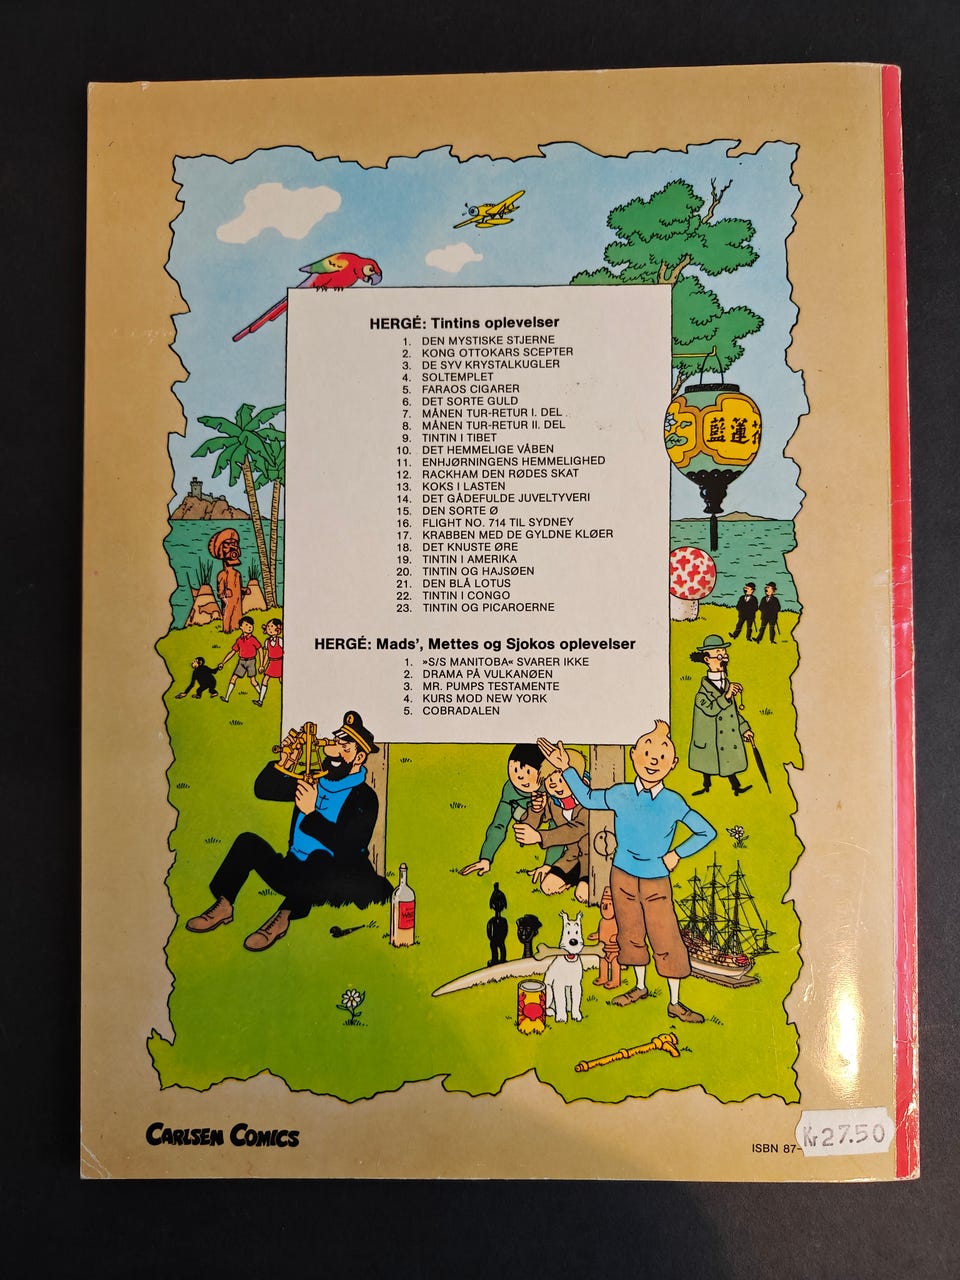 HERGÉ: Tintins oplevelser
1. DEN MYSTISKE STJERNE
2. KONG OTTOKARS SCEPTER
3. DE SYV KRYSTALKUGLER
4. SOLTEMPLET
5. FARAOS CIGARER
6. DET SORTE GULD
7. MÅNEN TUR-RETUR I. DEL
8. MÅNEN TUR-RETUR II. DEL
9. TINTIN I TIBET
10. DET HEMMELIGE VÅBEN
11. ENHJØRNINGENS HEMMELIGHED
12. RACKHAM DEN RØDES SKAT
13. KOKS I LASTEN
14. DET GÅDEFULDE JUVELTYVERI
15. DEN SORTE Ø
16. FLIGHT NO. 714 TIL SYDNEY
17. KRABBEN MED DE GYLDNE KLØER
18. DET KNUSTE ØRE
19. TINTIN I AMERIKA
20. TINTIN OG HAJSØEN
21. DEN BLÅ LOTUS
22. TINTIN I CONGO
23. TINTIN OG PICAROERNE
藍蓮花
HERGÉ: Mads', Mettes og Sjokos oplevelser
1. »S/S MANITOBA« SVARER IKKE
2. DRAMA PÅ VULKANØEN
3. MR. PUMPS TESTAMENTE
4. KURS MOD NEW YORK
5. COBRADALEN
CARLSEN COMICS
ISBN 87-
Kr 27.50